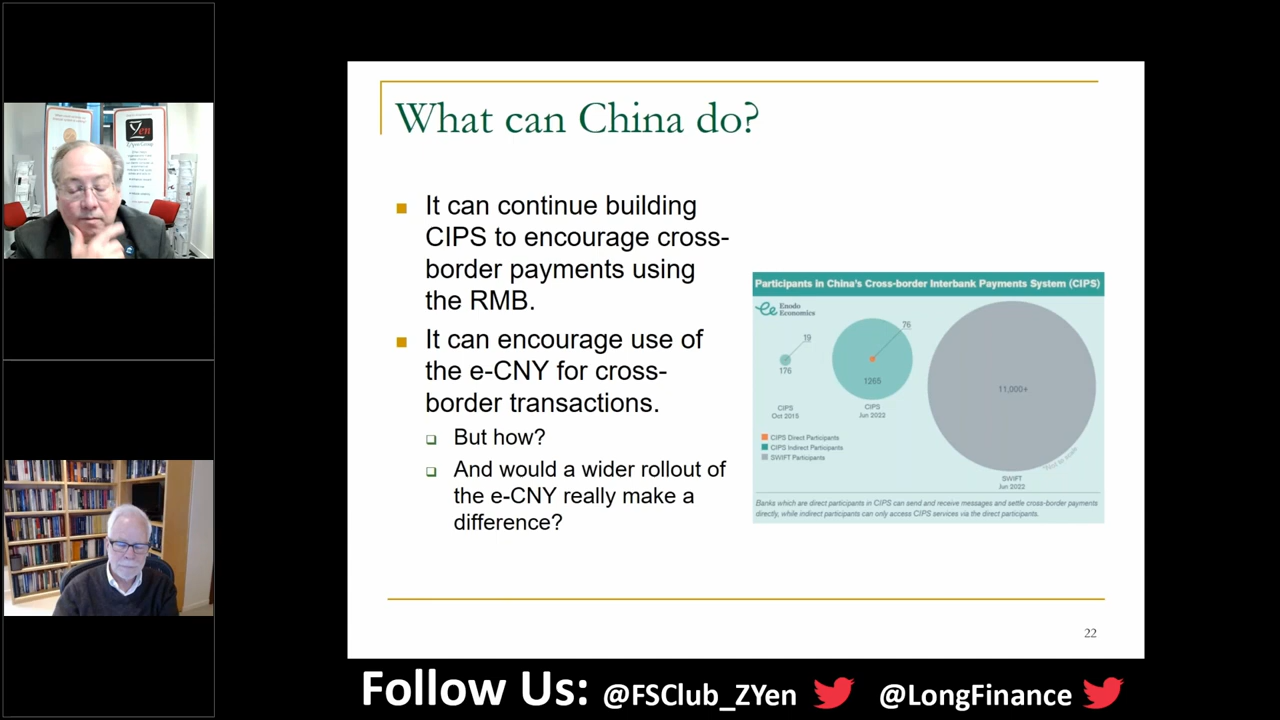 What can China do?
It can continue building
CIPS to encourage cross-
border payments using
the RMB.
It can encourage use of
the e-CNY for cross-
border transactions.
But how?
And would a wider rollout of
the e-CNY really make a
difference?
Participants in China's Cross-border Interbank Payments System (CIPS)
Enodo
Economics
19
176
CIPS
Oct 2015
76
1265
CIPS
Jun 2022
11,000+
SWIFT
Jun 2022
*Not to scale
CIPS Direct Participants
CIPS Indirect Participants
SWIFT Participants
Banks which are direct participants in CIPS can send and receive messages and settle cross-border payments
directly, while indirect participants can only access CIPS services via the direct participants.
22
Follow Us: @FSClub_ZYen @LongFinance
Yen